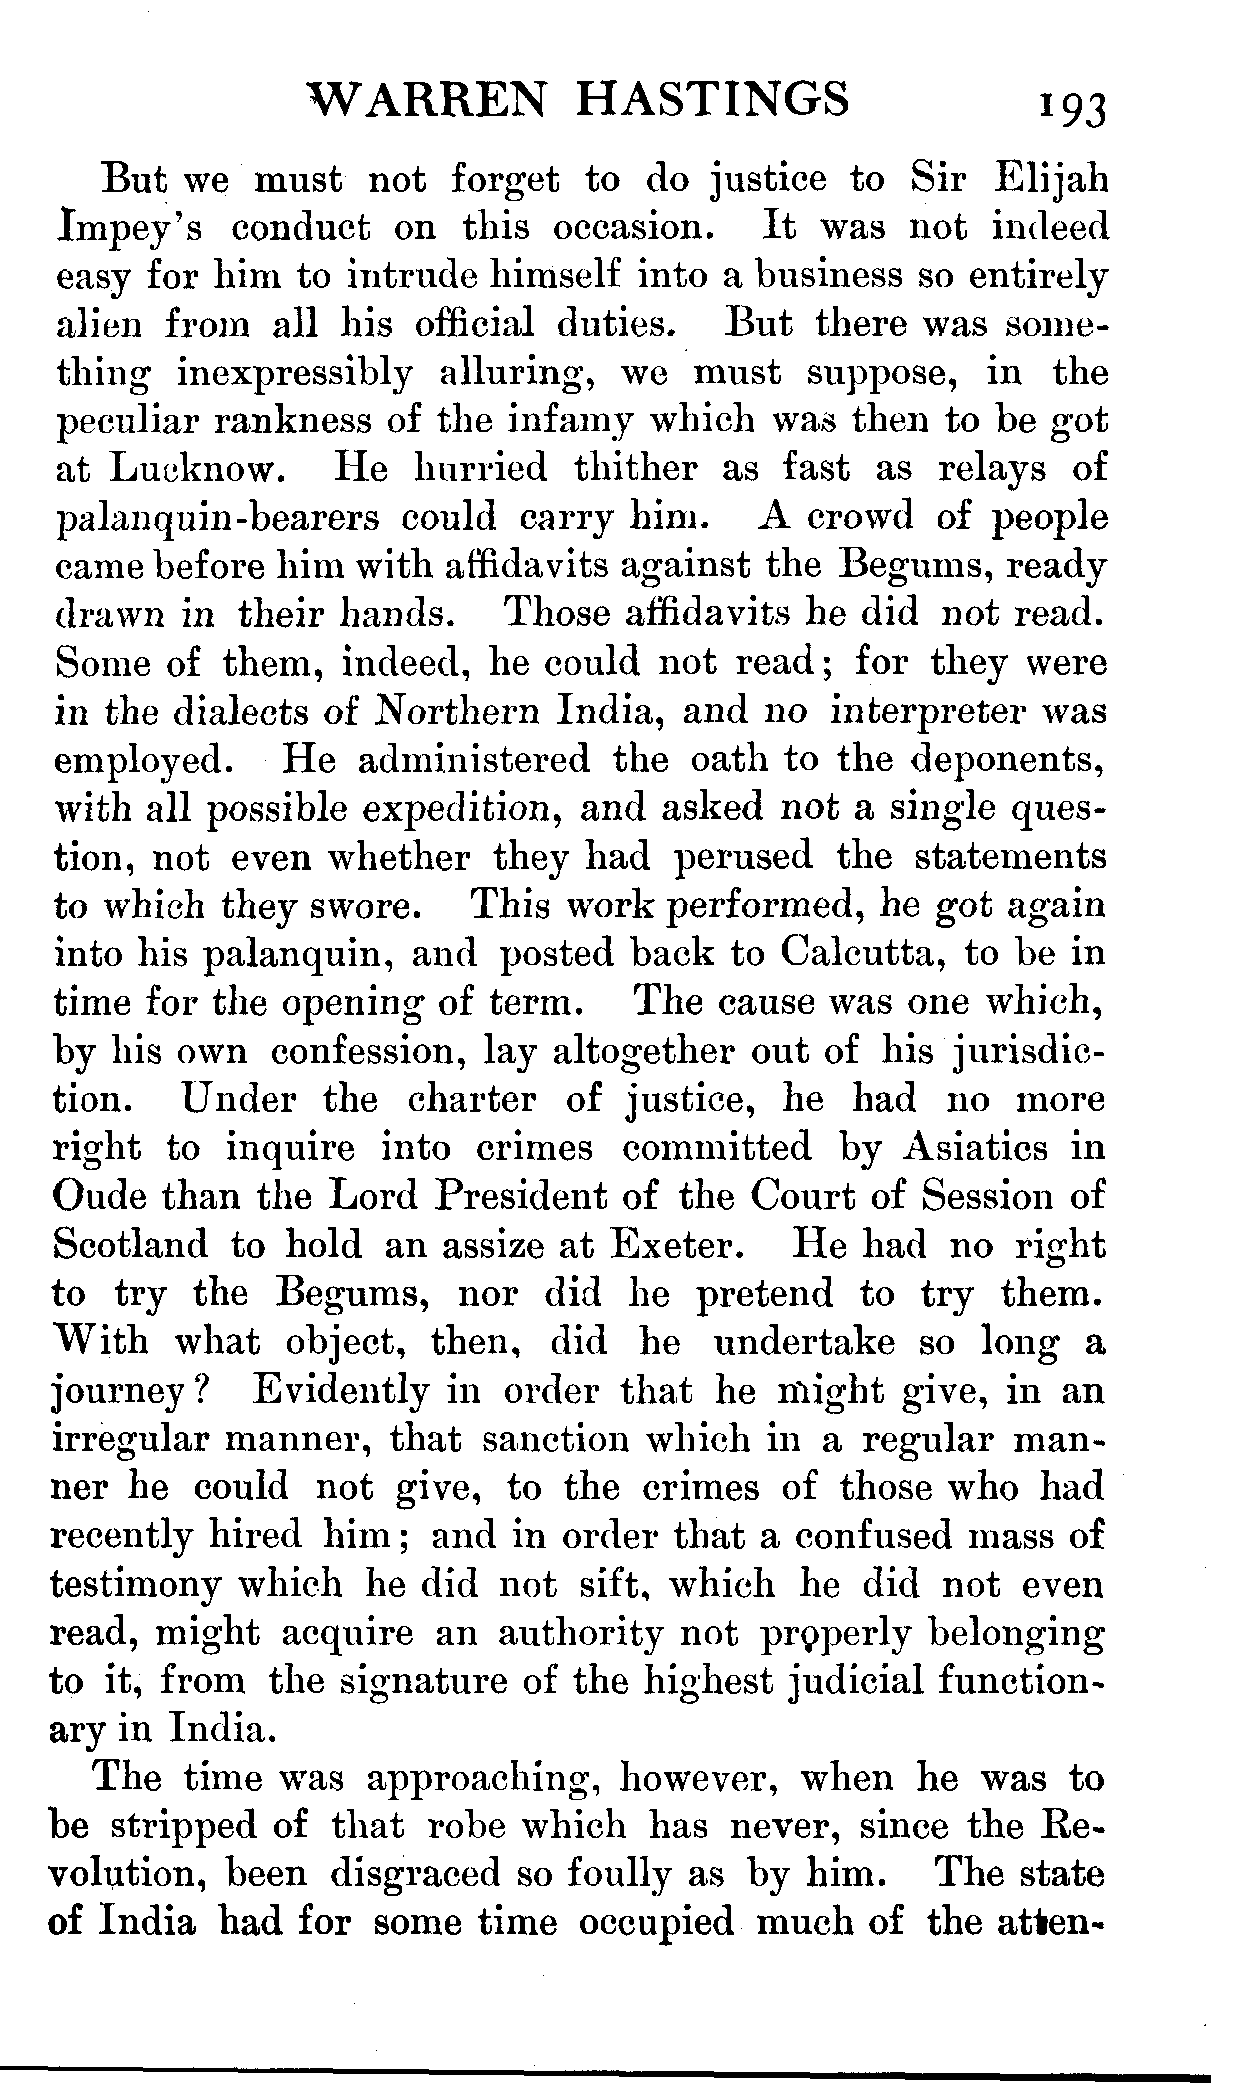 WARREN HASTINGS 193
But we must not forget to do justice to Sir Elijah
Impey's conduct on this occasion. It was not indeed
easy for him to intrude himself into a business so entirely
alien from all his official duties. But there was some-
thing inexpressibly alluring, we must suppose, in the
peculiar rankness of the infamy which was then to be got
at Lucknow. He hurried thither as fast as relays of
palanquin-bearers could carry him. A crowd of people
came before him with affidavits against the Begums, ready
drawn in their hands. Those affidavits he did not read.
Some of them, indeed, he could not read; for they were
in the dialects of Northern India, and no interpreter was
employed. He administered the oath to the deponents,
with all possible expedition, and asked not a single ques-
tion, not even whether they had perused the statements
to which they swore. This work performed, he got again
into his palanquin, and posted back to Calcutta, to be in
time for the opening of term. The cause was one which,
by his own confession, lay altogether out of his jurisdic-
tion. Under the charter of justice, he had no more
right to inquire into crimes committed by Asiatics in
Oude than the Lord President of the Court of Session of
Scotland to hold an assize at Exeter. He had no right
to try the Begums, nor did he pretend to try them.
With what object, then, did he undertake so long a
journey? Evidently in order that he might give, in an
irregular manner, that sanction which in a regular man-
ner he could not give, to the crimes of those who had
recently hired him; and in order that a confused mass of
testimony which he did not sift, which he did not even
read, might acquire an authority not properly belonging
to it, from the signature of the highest judicial function-
ary in India.
The time was approaching, however, when he was to
be stripped of that robe which has never, since the Re-
volution, been disgraced so foully as by him. The state
of India had for some time occupied much of the atten-